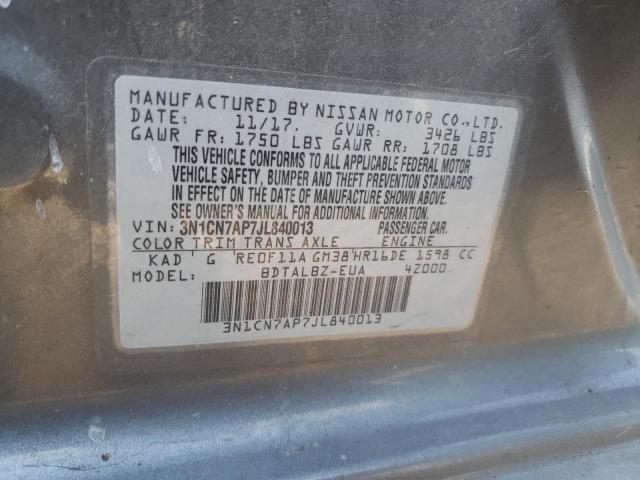 MANUFACTURED BY NISSAN MOTOR CO.,LTD.
DATE: 11/17. GVWR: 3426 LBS
GAWR FR: 1750 LBS GAWR RR: 1708 LBS
THIS VEHICLE CONFORMS TO ALL APPLICABLE FEDERAL MOTOR
VEHICLE SAFETY, BUMPER AND THEFT PREVENTION STANDARDS
IN EFFECT ON THE DATE OF MANUFACTURE SHOWN ABOVE.
SEE OWNER'S MANUAL FOR ADDITIONAL INFORMATION.
VIN: 3N1CN7AP7JL840013 PASSENGER CAR.
COLOR TRIM TRANS AXLE ENGINE
KAD G RE0F11A GM38 HR16DE 1598 CC
BDTALBZ-EUA 42000
3N1CN7AP7JL840013